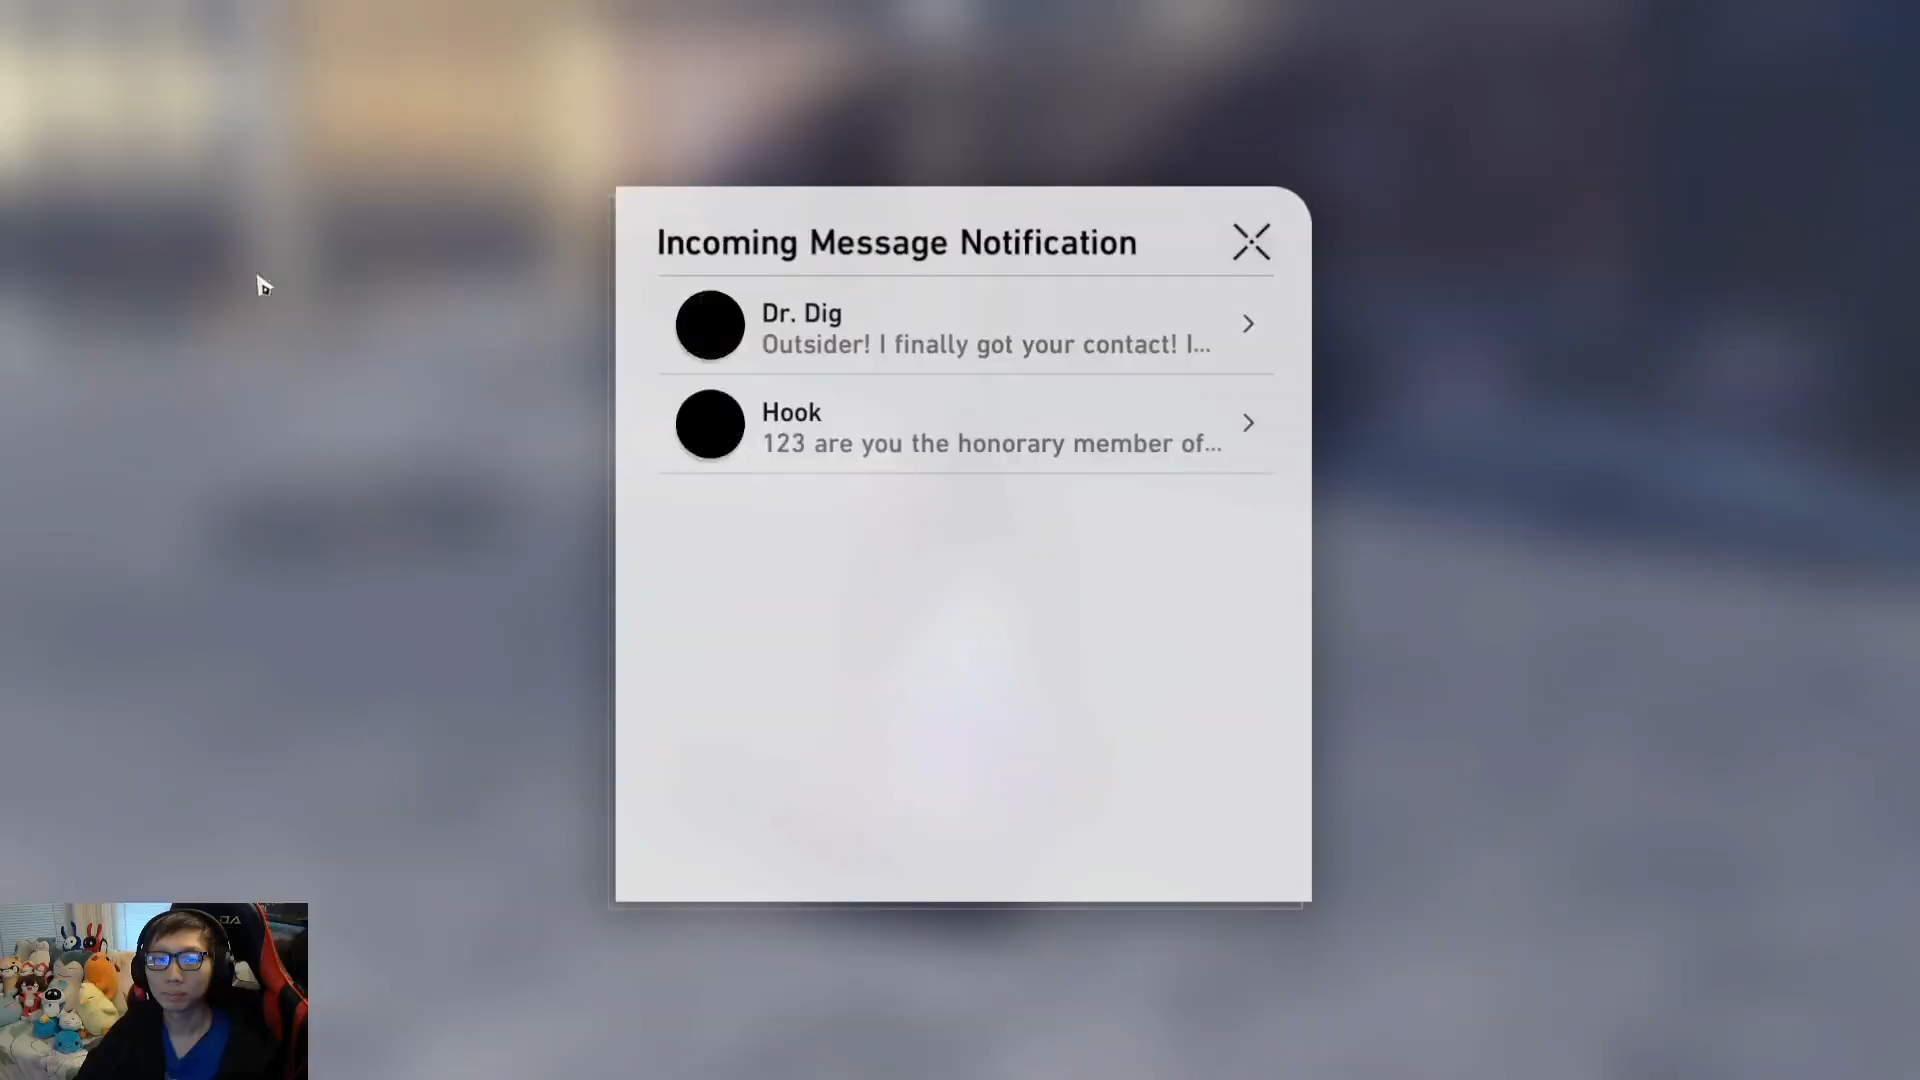 Incoming Message Notification
Dr. Dig
Outsider! I finally got your contact! I...
Hook
123 are you the honorary member of...